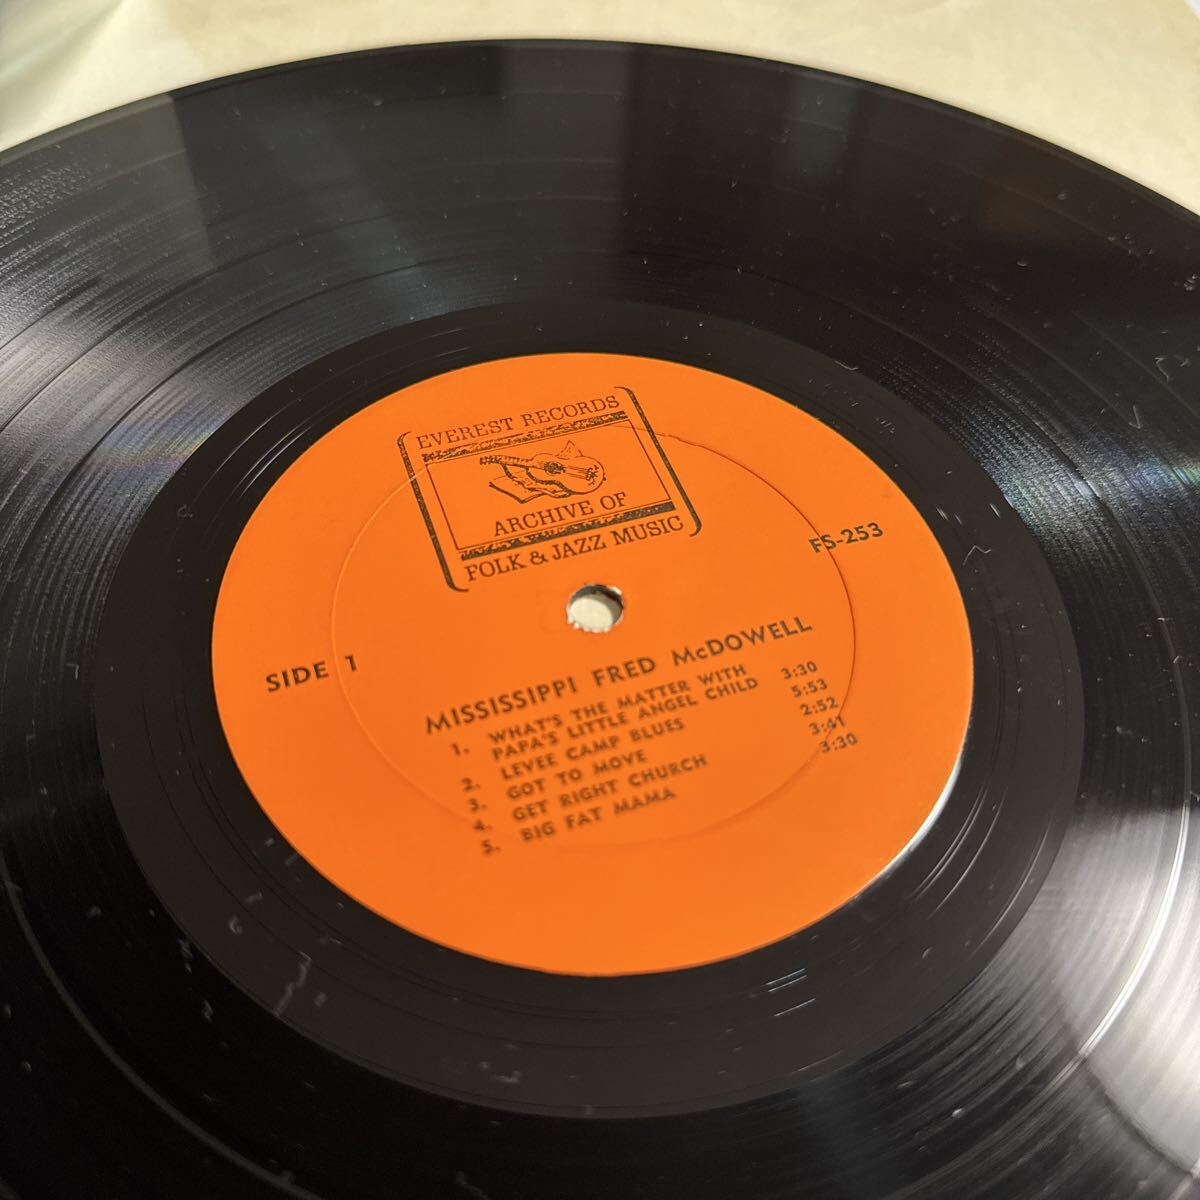 EVEREST RECORDS
ARCHIVE OF
FOLK & JAZZ MUSIC
FS-253
SIDE 1
MISSISSIPPI FRED McDOWELL
1. WHAT'S THE MATTER WITH
PAPA'S LITTLE ANGEL CHILD 3:30
2. LEVEE CAMP BLUES 5:53
3. GOT TO MOVE 2:52
4. GET RIGHT CHURCH 3:41
5. BIG FAT MAMA 3:30